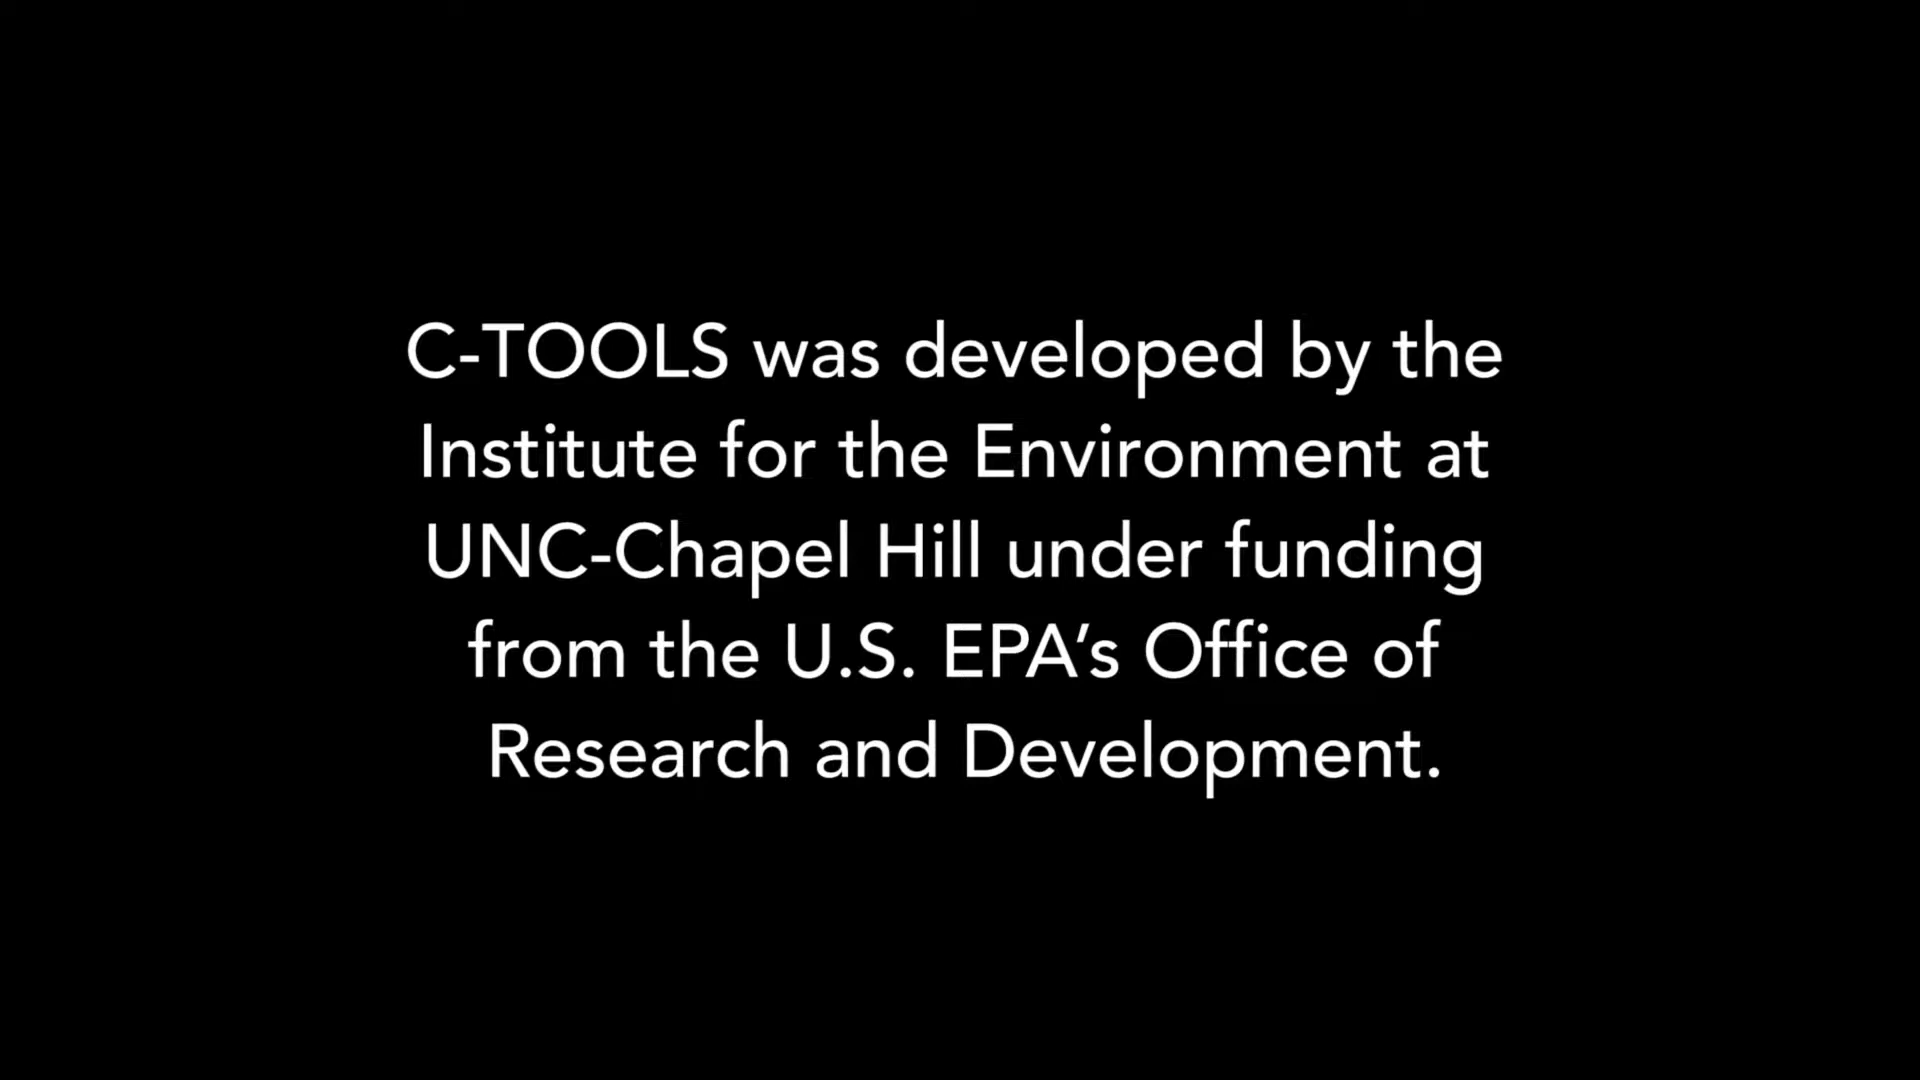 C-TOOLS was developed by the
Institute for the Environment at
UNC-Chapel Hill under funding
from the U.S. EPA’s Office of
Research and Development.